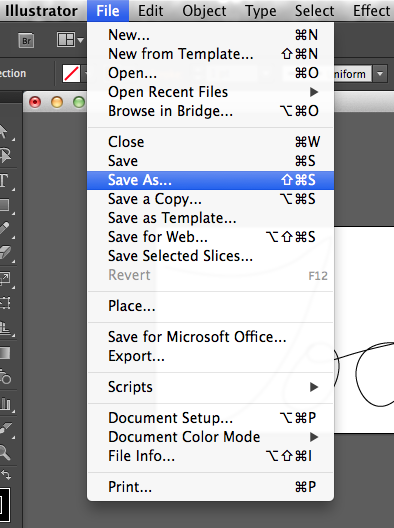 Illustrator File Edit Object Type Select Effect
Br
ction niform
New... ⌘N
New from Template... ⇧⌘N
Open... ⌘O
Open Recent Files ▶
Browse in Bridge... ⌥⌘O
Close ⌘W
Save ⌘S
Save As... ⇧⌘S
Save a Copy... ⌥⌘S
Save as Template...
Save for Web... ⌥⇧⌘S
Save Selected Slices...
Revert F12
Place...
Save for Microsoft Office...
Export...
Scripts ▶
Document Setup... ⌥⌘P
Document Color Mode ▶
File Info... ⌥⇧⌘I
Print... ⌘P